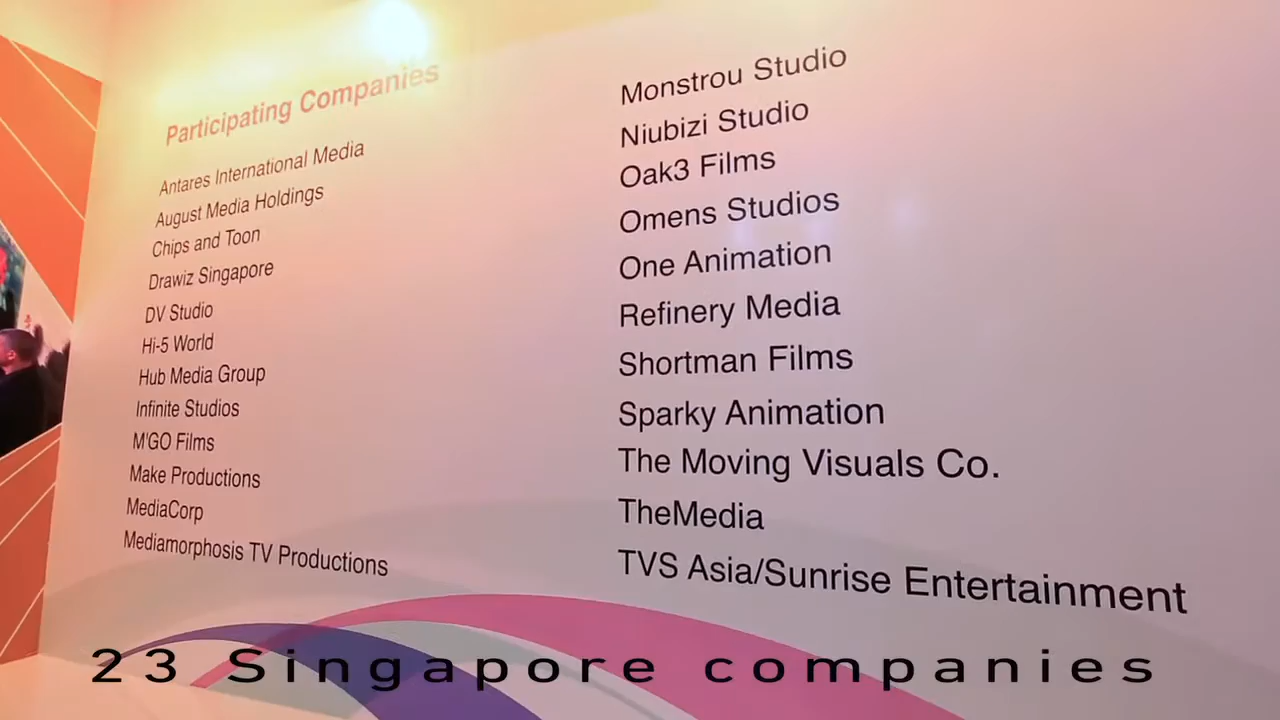 Participating Companies
Antares International Media
August Media Holdings
Chips and Toon
Drawiz Singapore
DV Studio
Hi-5 World
Hub Media Group
Infinite Studios
M'GO Films
Make Productions
MediaCorp
Mediamorphosis TV Productions
Monstrou Studio
Niubizi Studio
Oak3 Films
Omens Studios
One Animation
Refinery Media
Shortman Films
Sparky Animation
The Moving Visuals Co.
TheMedia
TVS Asia/Sunrise Entertainment
23 Singapore companies